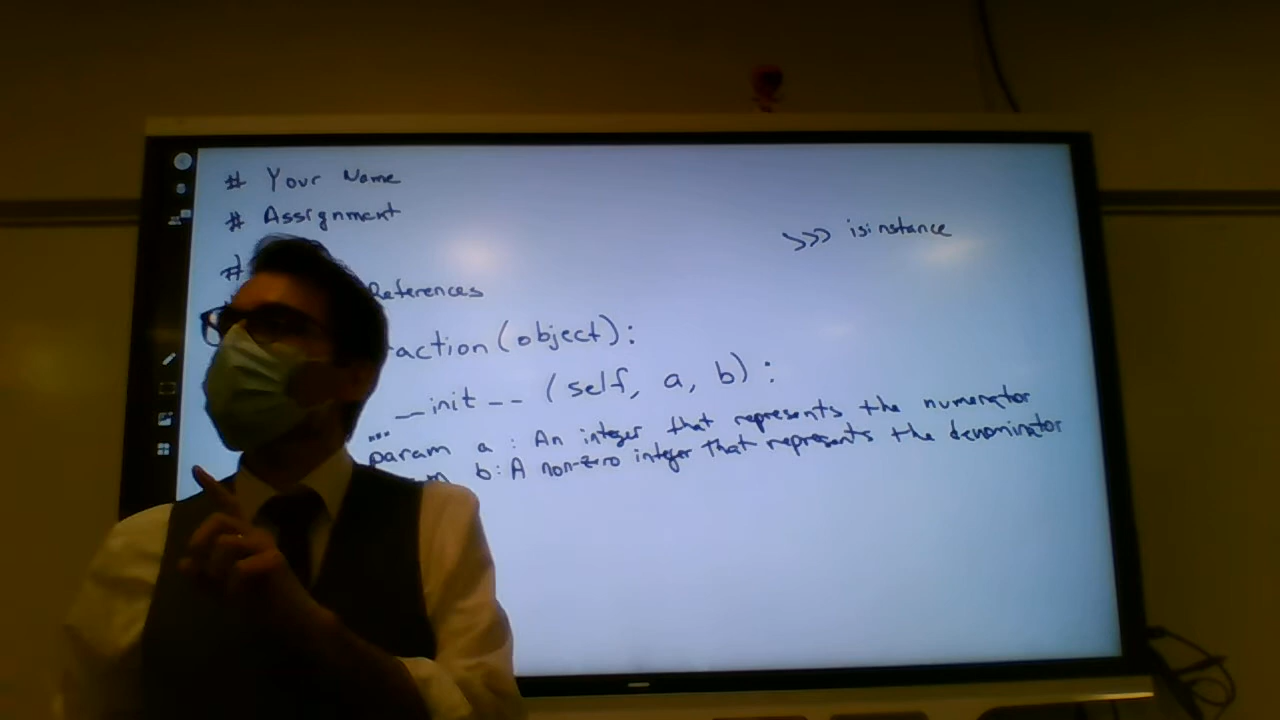 # Your Name
# Assignment
>>> isinstance
#
References
action(object):
__init__ (self, a, b):
"""
param a: An integer that represents the numerator
b: A non-zero integer that represents the denominator